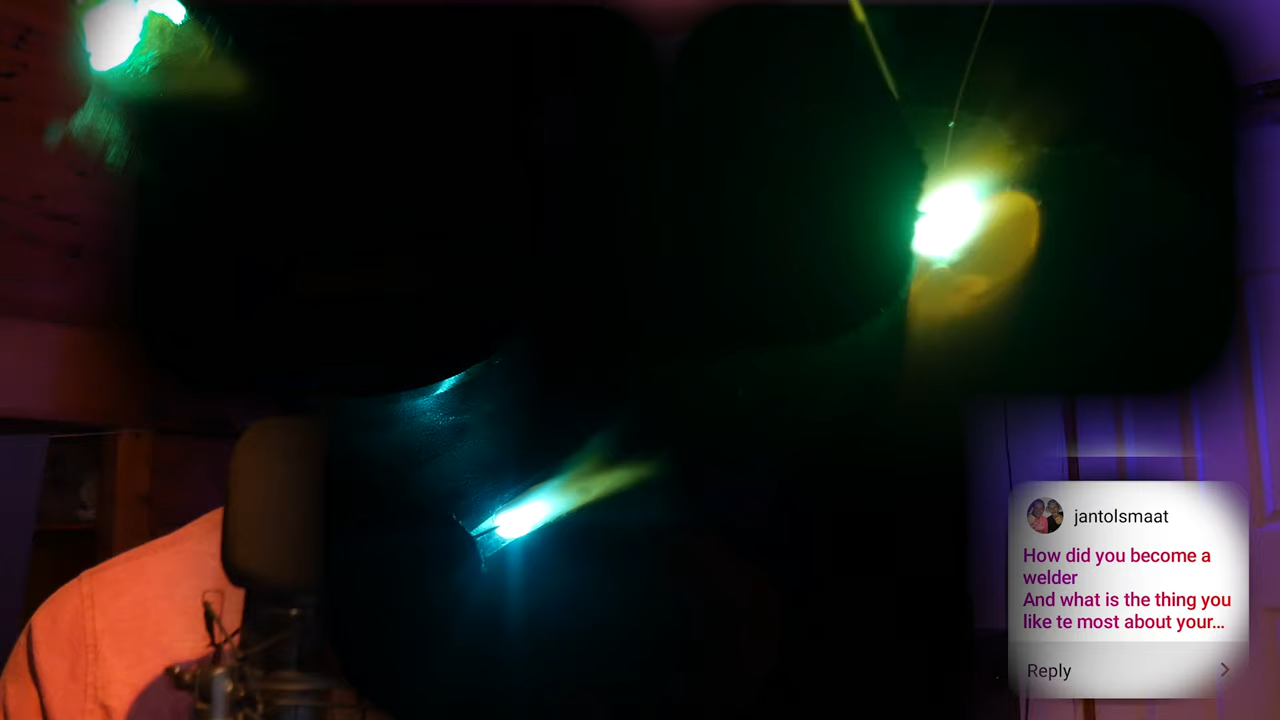 jantolsmaat
How did you become a
welder
And what is the thing you
like te most about your...
Reply